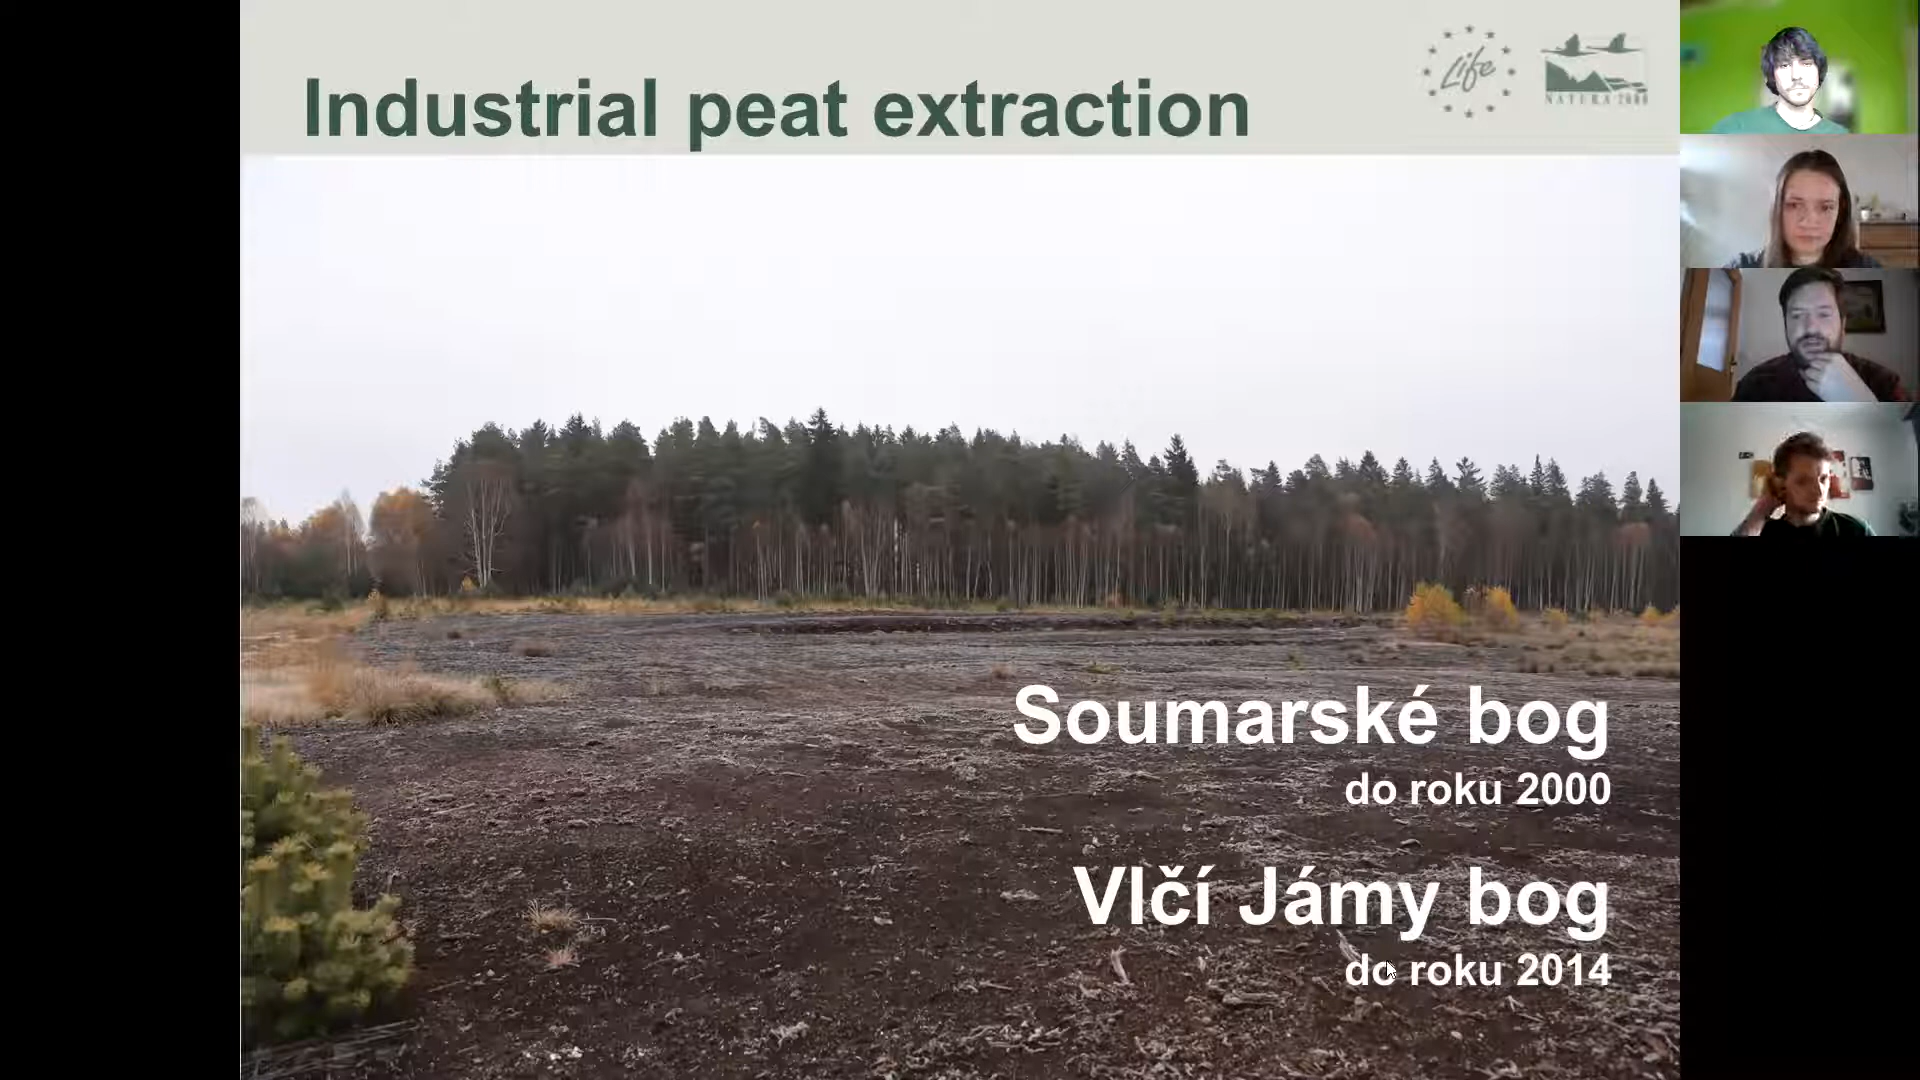 Industrial peat extraction
Life
NATURA 2000
Soumarské bog
do roku 2000
Vlčí Jámy bog
do roku 2014